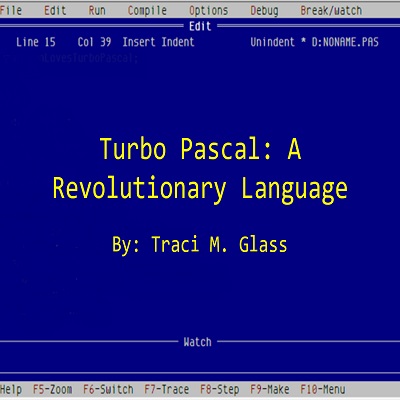 File Edit Run Compile Options Debug Break/watch
Edit
Line 15 Col 39 Insert Indent Unindent * D:NONAME.PAS
Turbo Pascal: A
Revolutionary Language
By: Traci M. Glass
Watch
Help F5-Zoom F6-Switch F7-Trace F8-Step F9-Make F10-Menu